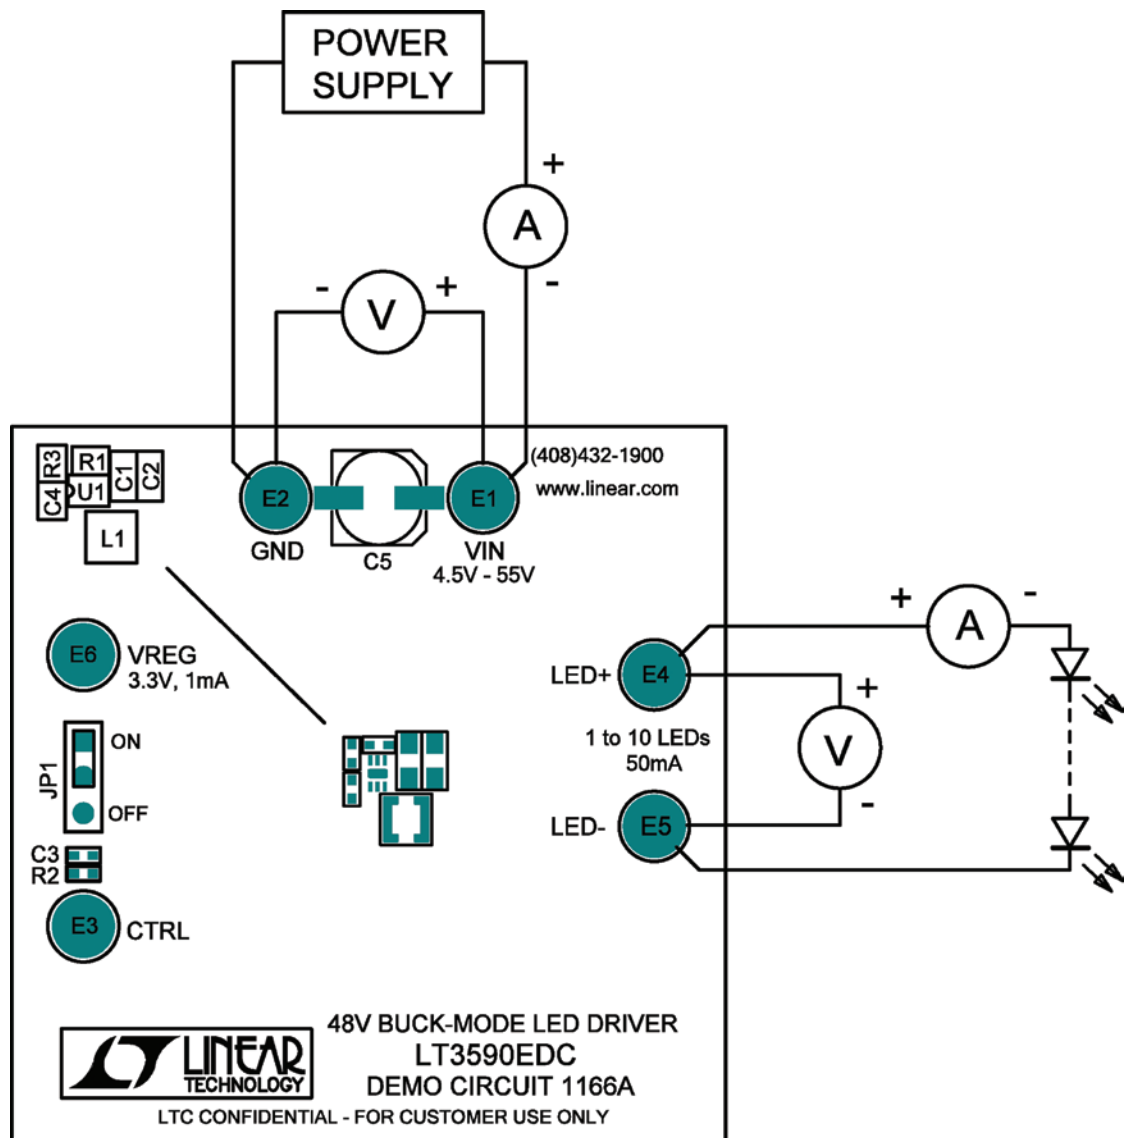 POWER
SUPPLY
+
A
-
- V +
(408)432-1900
www.linear.com
R3 R1 C1 C2
C4 U1
L1
E2
E1
GND
C5
VIN
4.5V - 55V
E6 VREG
3.3V, 1mA
+ A -
LED+ E4
+
V
-
1 to 10 LEDs
50mA
LED- E5
JP1
ON
OFF
C3
R2
E3 CTRL
48V BUCK-MODE LED DRIVER
LT3590EDC
DEMO CIRCUIT 1166A
LINEAR
TECHNOLOGY
LTC CONFIDENTIAL - FOR CUSTOMER USE ONLY